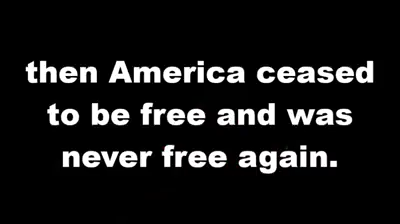 then America ceased
to be free and was
never free again.